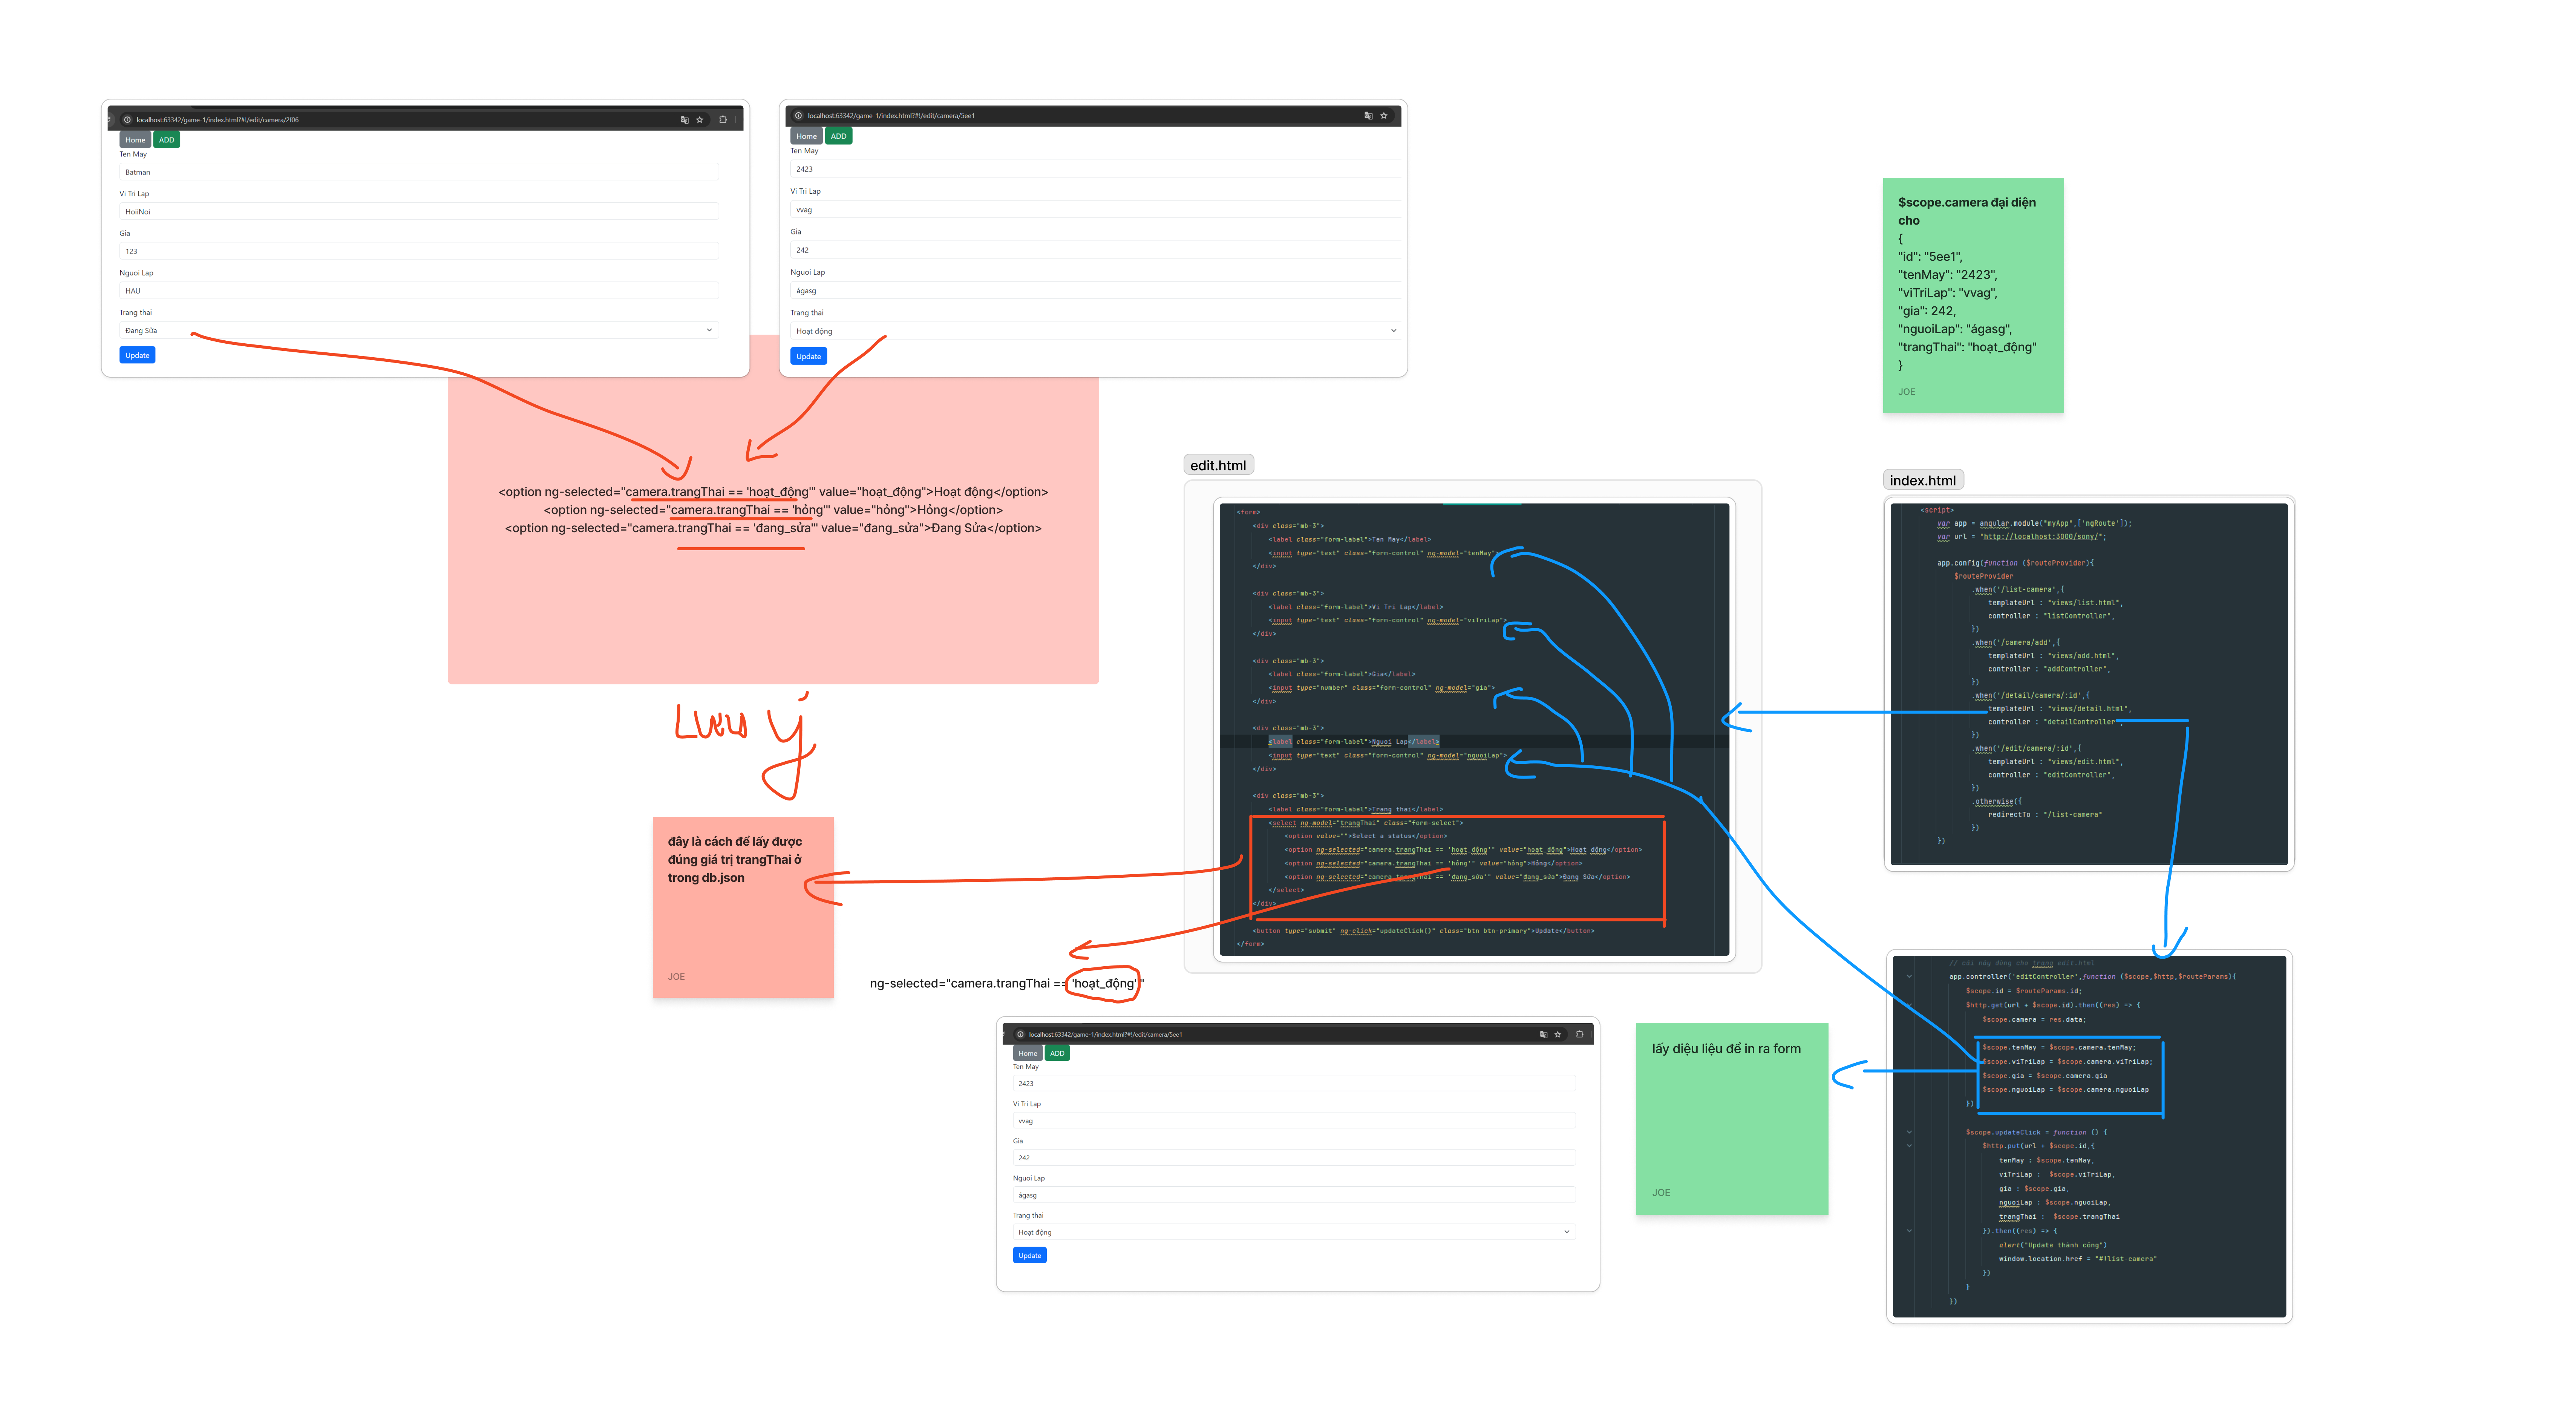 localhost:63342/game-1/index.html?#!/edit/camera/2f06
Home ADD
Ten May
Batman
Vi Tri Lap
HoiiNoi
Gia
123
Nguoi Lap
HAU
Trang thai
Đang Sửa
Update
localhost:63342/game-1/index.html?#!/edit/camera/5ee1
Home ADD
Ten May
2423
Vi Tri Lap
vvag
Gia
242
Nguoi Lap
ágasg
Trang thai
Hoạt động
Update
$scope.camera đại diện
cho
{
"id": "5ee1",
"tenMay": "2423",
"viTriLap": "vvag",
"gia": 242,
"nguoiLap": "ágasg",
"trangThai": "hoạt_động"
}
JOE
<option ng-selected="camera.trangThai == 'hoạt_động'" value="hoạt_động">Hoạt động</option>
<option ng-selected="camera.trangThai == 'hỏng'" value="hỏng">Hỏng</option>
<option ng-selected="camera.trangThai == 'đang_sửa'" value="đang_sửa">Đang Sửa</option>
Lưu ý
đây là cách để lấy được
đúng giá trị trangThai ở
trong db.json
JOE
edit.html
<form>
<div class="mb-3">
<label class="form-label">Ten May</label>
<input type="text" class="form-control" ng-model="tenMay">
</div>
<div class="mb-3">
<label class="form-label">Vi Tri Lap</label>
<input type="text" class="form-control" ng-model="viTriLap">
</div>
<div class="mb-3">
<label class="form-label">Gia</label>
<input type="number" class="form-control" ng-model="gia">
</div>
<div class="mb-3">
<label class="form-label">Nguoi Lap</label>
<input type="text" class="form-control" ng-model="nguoiLap">
</div>
<div class="mb-3">
<label class="form-label">Trang thai</label>
<select ng-model="trangThai" class="form-select">
<option value="">Select a status</option>
<option ng-selected="camera.trangThai == 'hoạt_động'" value="hoạt_động">Hoạt động</option>
<option ng-selected="camera.trangThai == 'hỏng'" value="hỏng">Hỏng</option>
<option ng-selected="camera.trangThai == 'đang_sửa'" value="đang_sửa">Đang Sửa</option>
</select>
</div>
<button type="submit" ng-click="updateClick()" class="btn btn-primary">Update</button>
</form>
index.html
<script>
var app = angular.module("myApp",['ngRoute']);
var url = "http://localhost:3000/sony/";
app.config(function ($routeProvider){
$routeProvider
.when('/list-camera',{
templateUrl : "views/list.html",
controller : "listController",
})
.when('/camera/add',{
templateUrl : "views/add.html",
controller : "addController",
})
.when('/detail/camera/:id',{
templateUrl : "views/detail.html",
controller : "detailController",
})
.when('/edit/camera/:id',{
templateUrl : "views/edit.html",
controller : "editController",
})
.otherwise({
redirectTo : "/list-camera"
})
})
ng-selected="camera.trangThai == 'hoạt_động'"
localhost:63342/game-1/index.html?#!/edit/camera/5ee1
Home ADD
Ten May
2423
Vi Tri Lap
vvag
Gia
242
Nguoi Lap
ágasg
Trang thai
Hoạt động
Update
lấy diệu liệu để in ra form
JOE
// cái này dùng cho trang edit.html
app.controller('editController',function ($scope,$http,$routeParams){
$scope.id = $routeParams.id;
$http.get(url + $scope.id).then((res) => {
$scope.camera = res.data;
$scope.tenMay = $scope.camera.tenMay;
$scope.viTriLap = $scope.camera.viTriLap;
$scope.gia = $scope.camera.gia
$scope.nguoiLap = $scope.camera.nguoiLap
})
$scope.updateClick = function () {
$http.put(url + $scope.id,{
tenMay : $scope.tenMay,
viTriLap : $scope.viTriLap,
gia : $scope.gia,
nguoiLap : $scope.nguoiLap,
trangThai : $scope.trangThai
}).then((res) => {
alert("Update thành công")
window.location.href = "#!list-camera"
})
}
})